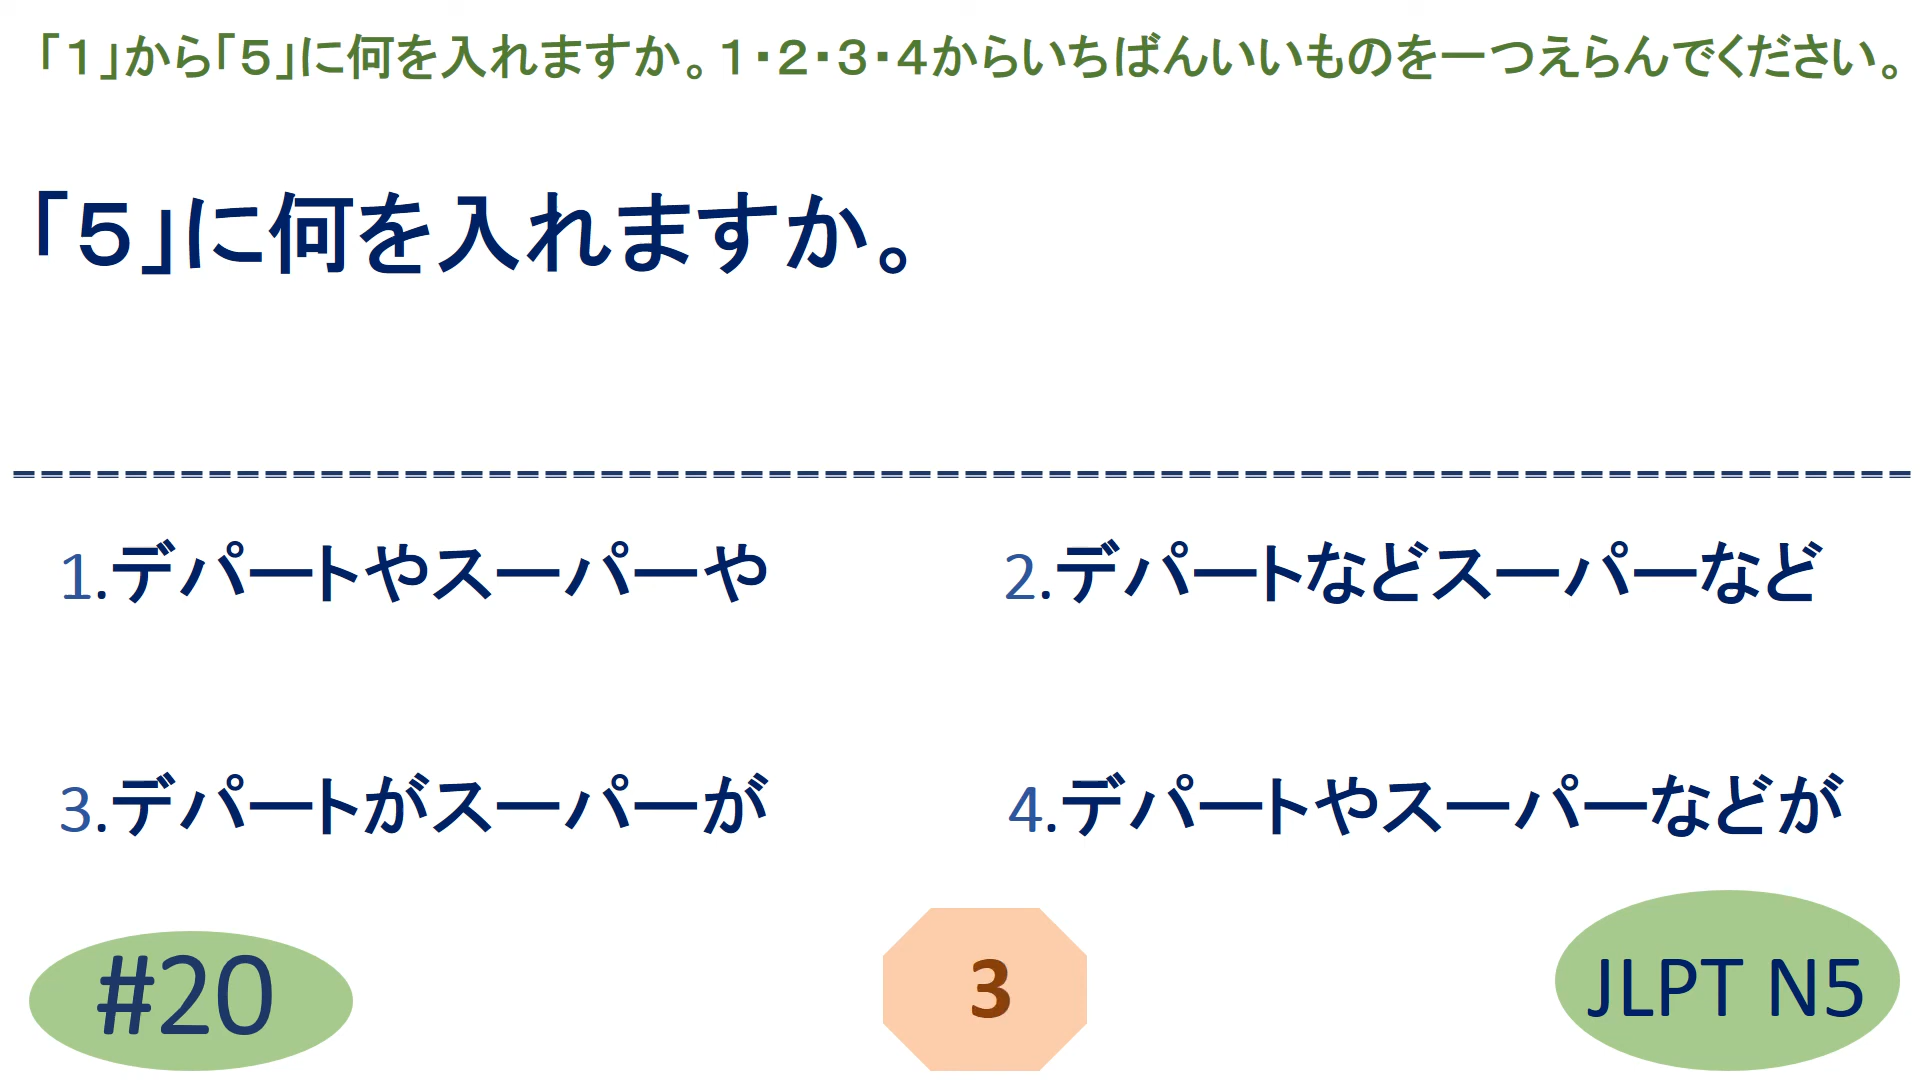 「１」から「５」に何を入れますか。１・２・３・４からいちばんいいものを一つえらんでください。
「５」に何を入れますか。
1.デパートやスーパーや
2.デパートなどスーパーなど
3.デパートがスーパーが
4.デパートやスーパーなどが
#20
3
JLPT N5